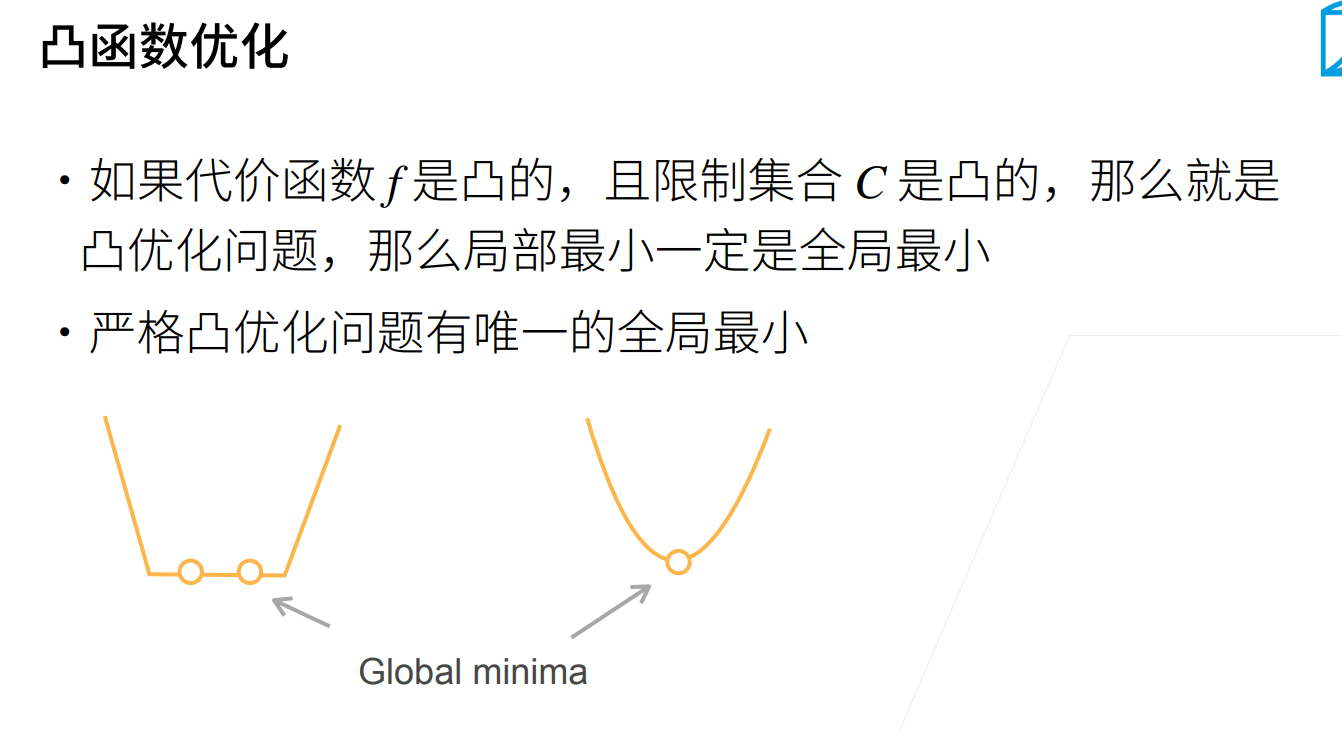 凸函数优化
• 如果代价函数 f 是凸的，且限制集合 C 是凸的，那么就是
凸优化问题，那么局部最小一定是全局最小
• 严格凸优化问题有唯一的全局最小
Global minima